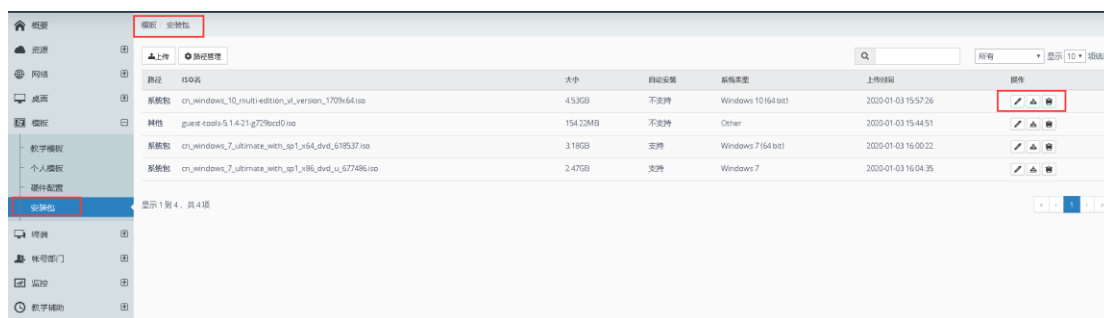 概要
模板 / 安装包
资源
上传 路径管理
所有 显示 10 项结
网络
路径 ISO名 大小 自动安装 系统类型 上传时间 操作
桌面
系统包 cn_windows_10_multi-edition_vl_version_1709x64.iso 4.53GB 不支持 Windows 10 (64 bit) 2020-01-03 15:57:26
模板
其他 guest-tools-5.1.4-21-g729bcd0.iso 154.22MB 不支持 Other 2020-01-03 15:44:51
教学模板
系统包 cn_windows_7_ultimate_with_sp1_x64_dvd_618537.iso 3.18GB 支持 Windows 7 (64 bit) 2020-01-03 16:00:22
个人模板
系统包 cn_windows_7_ultimate_with_sp1_x86_dvd_u_677486.iso 2.47GB 支持 Windows 7 2020-01-03 16:04:35
硬件配置
安装包
显示 1 到 4 ，共 4 项
« ‹ 1 ›
终端
帐号部门
监控
教学辅助